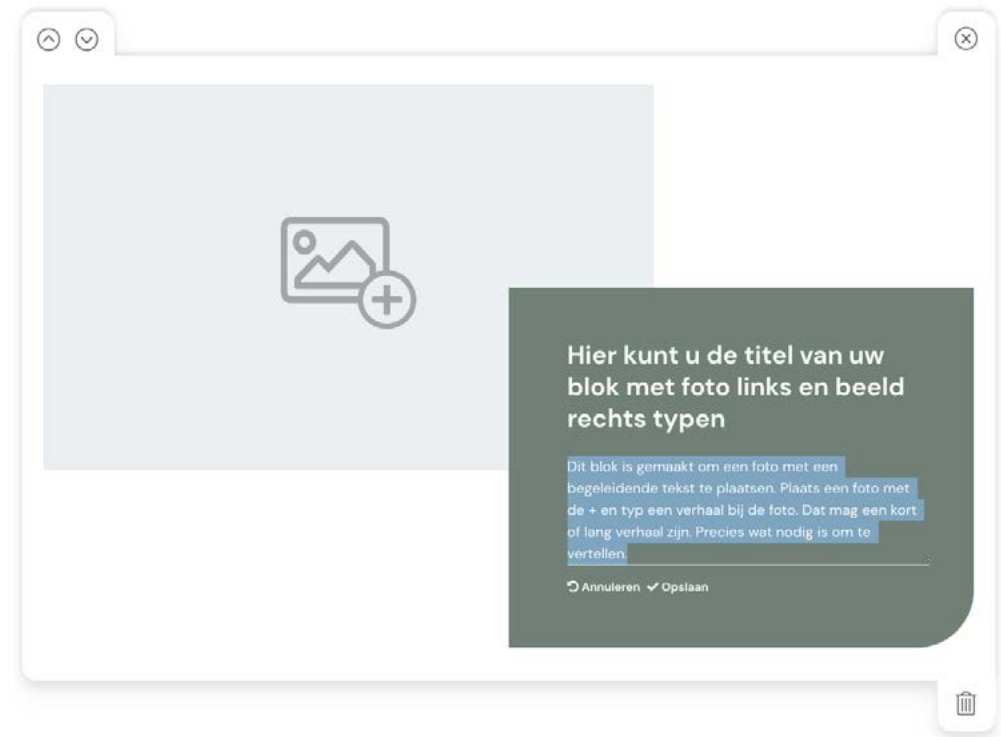 Hier kunt u de titel van uw
blok met foto links en beeld
rechts typen
Dit blok is gemaakt om een foto met een
begeleidende tekst te plaatsen. Plaats een foto met
de + en typ een verhaal bij de foto. Dat mag een kort
of lang verhaal zijn. Precies wat nodig is om te
vertellen.
Annuleren Opslaan